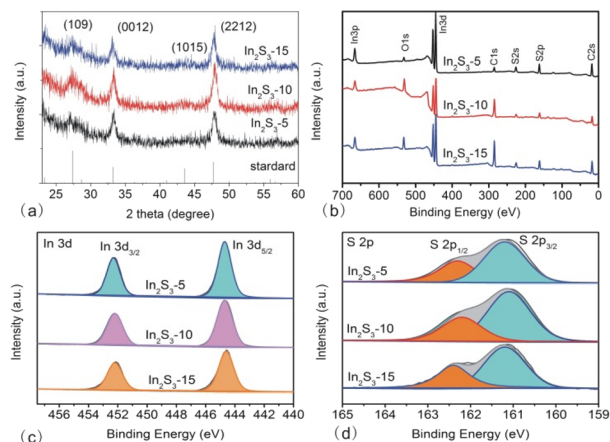 (109) (0012) (1015) (2212)
In₂S₃-15
In₂S₃-10
In₂S₃-5
standard
25 30 35 40 45 50 55 60
2 theta (degree)
Intensity (a.u.)
(a)
In3p O1s In3d C1s S2s S2p C2s
In₂S₃-5
In₂S₃-10
In₂S₃-15
700 600 500 400 300 200 100 0
Binding Energy (eV)
Intensity (a.u.)
(b)
In 3d In 3d₃/₂ In 3d₅/₂
In₂S₃-5
In₂S₃-10
In₂S₃-15
456 454 452 450 448 446 444 442 440
Binding Energy (eV)
Intensity (a.u.)
(c)
S 2p S 2p₁/₂ S 2p₃/₂
In₂S₃-5
In₂S₃-10
In₂S₃-15
165 164 163 162 161 160 159
Binding Energy (eV)
Intensity (a.u.)
(d)